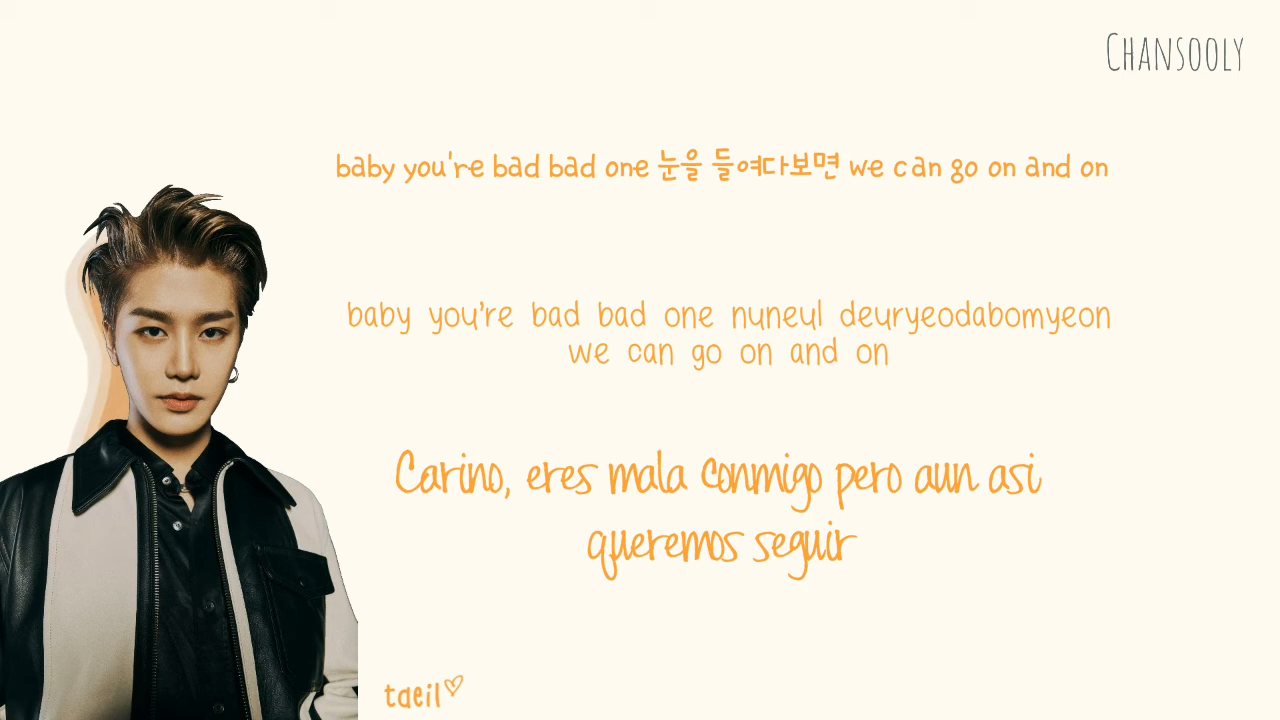 Chansooly
baby you're bad bad one 눈을 들여다보면 we can go on and on
baby you're bad bad one nuneul deuryeodabomyeon
we can go on and on
Carino, eres mala conmigo pero aun asi
queremos seguir
taeil♡